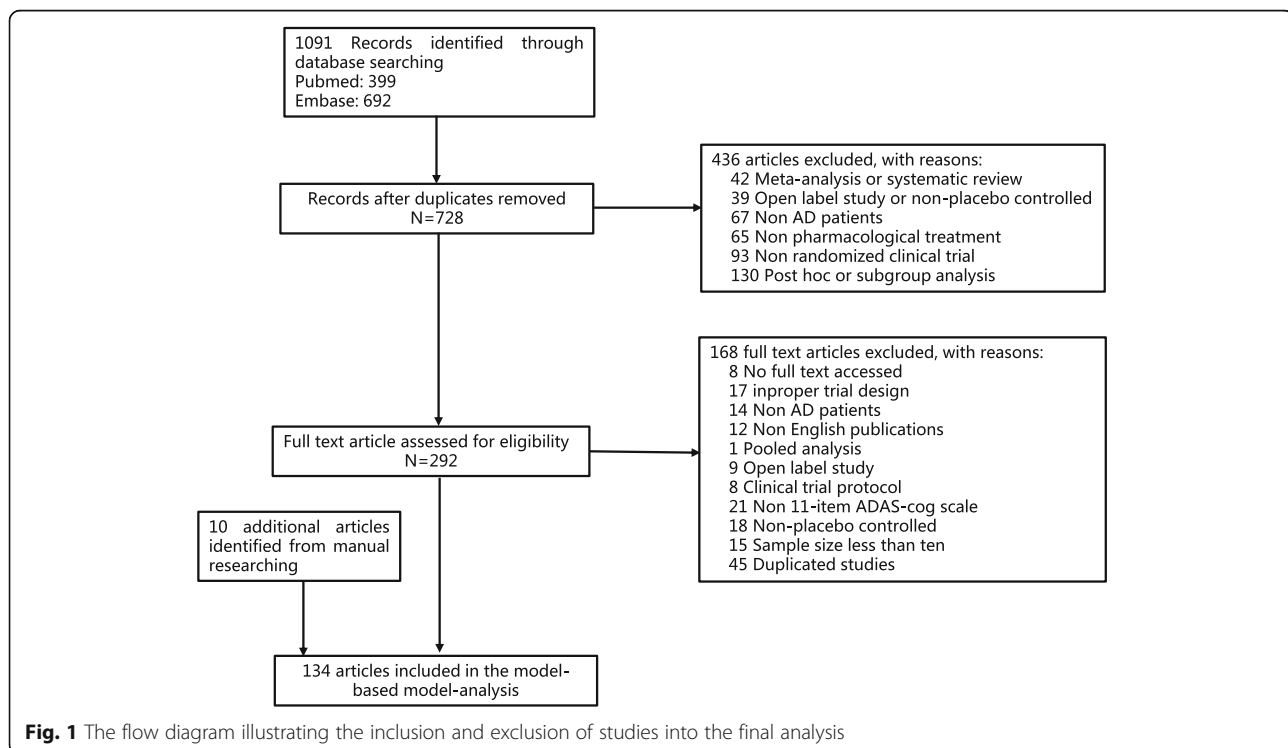 1091 Records identified through
database searching
Pubmed: 399
Embase: 692
436 articles excluded, with reasons:
42 Meta-analysis or systematic review
39 Open label study or non-placebo controlled
67 Non AD patients
65 Non pharmacological treatment
93 Non randomized clinical trial
130 Post hoc or subgroup analysis
Records after duplicates removed
N=728
168 full text articles excluded, with reasons:
8 No full text accessed
17 inproper trial design
14 Non AD patients
12 Non English publications
1 Pooled analysis
9 Open label study
8 Clinical trial protocol
21 Non 11-item ADAS-cog scale
18 Non-placebo controlled
15 Sample size less than ten
45 Duplicated studies
Full text article assessed for eligibility
N=292
10 additional articles
identified from manual
researching
134 articles included in the model-
based model-analysis
Fig. 1 The flow diagram illustrating the inclusion and exclusion of studies into the final analysis